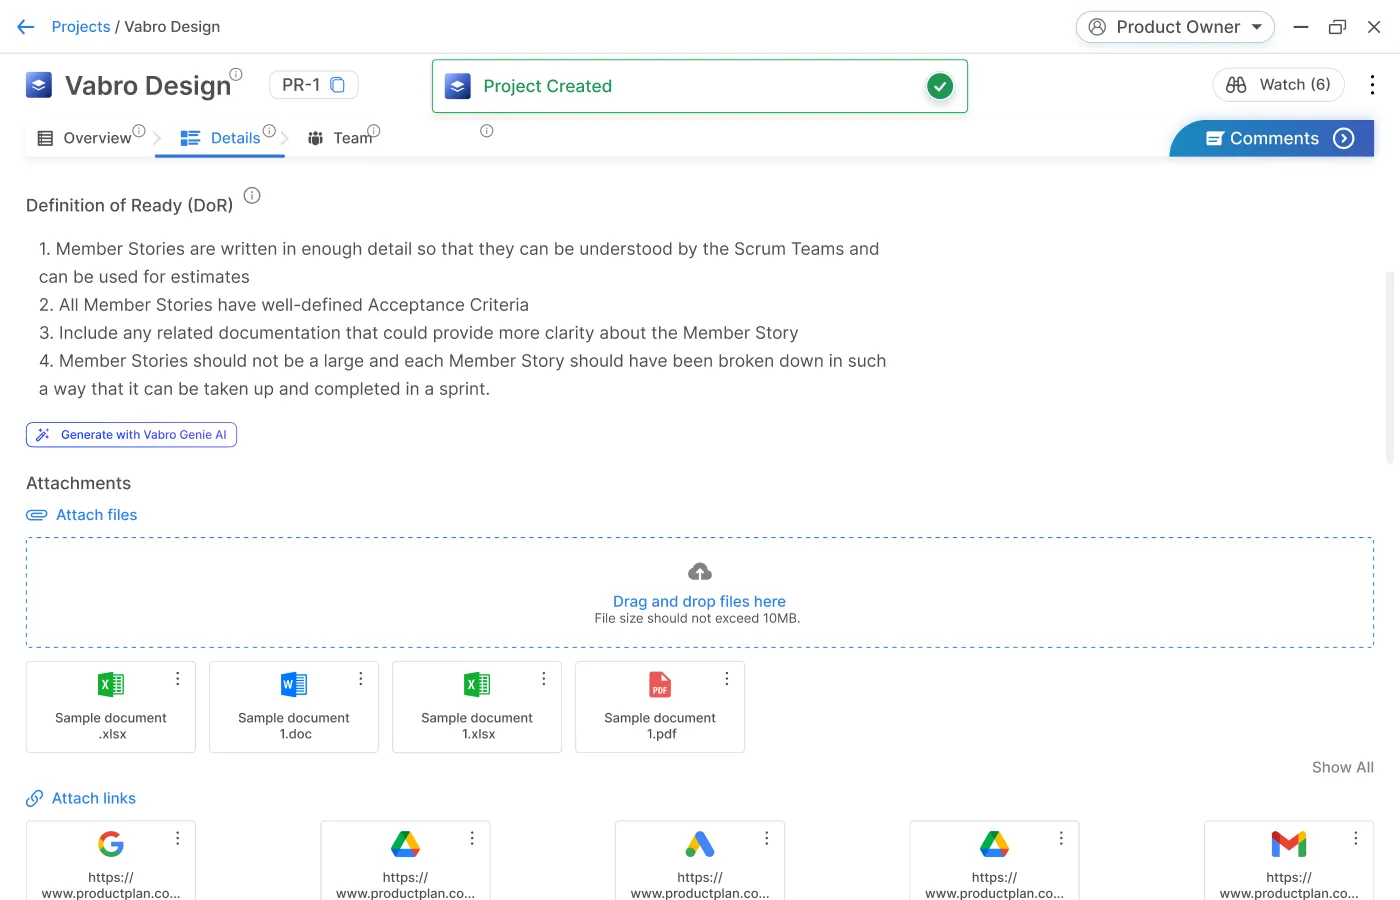 Projects / Vabro Design
Product Owner
Vabro Design
PR-1
Project Created
Watch (6)
Overview
Details
Team
Comments
Definition of Ready (DoR)
1. Member Stories are written in enough detail so that they can be understood by the Scrum Teams and
can be used for estimates
2. All Member Stories have well-defined Acceptance Criteria
3. Include any related documentation that could provide more clarity about the Member Story
4. Member Stories should not be a large and each Member Story should have been broken down in such
a way that it can be taken up and completed in a sprint.
Generate with Vabro Genie AI
Attachments
Attach files
Drag and drop files here
File size should not exceed 10MB.
X
Sample document
.xlsx
W
Sample document
1.doc
X
Sample document
1.xlsx
PDF
Sample document
1.pdf
Show All
Attach links
https://
www.productplan.co...
https://
www.productplan.co...
https://
www.productplan.co...
https://
www.productplan.co...
https://
www.productplan.co...